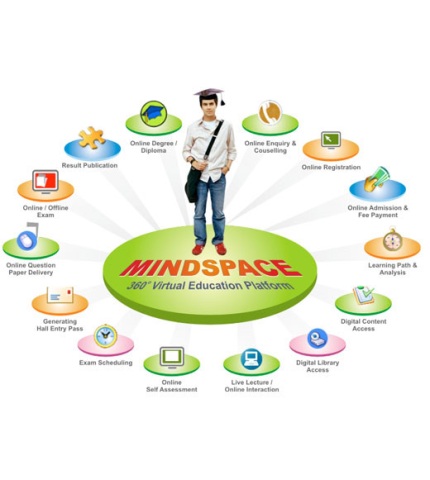 Online Degree /
Diploma
Online Enquiry &
Couselling
Result Publication
Online Registration
Online / Offline
Exam
Online Admission &
Fee Payment
Online Question
Paper Delivery
MINDSPACE
360° Virtual Education Platform
Learning Path &
Analysis
Generating
Hall Entry Pass
Digital Content
Access
Exam Scheduling
Online
Self Assessment
Live Lecture /
Online Interaction
Digital Library
Access